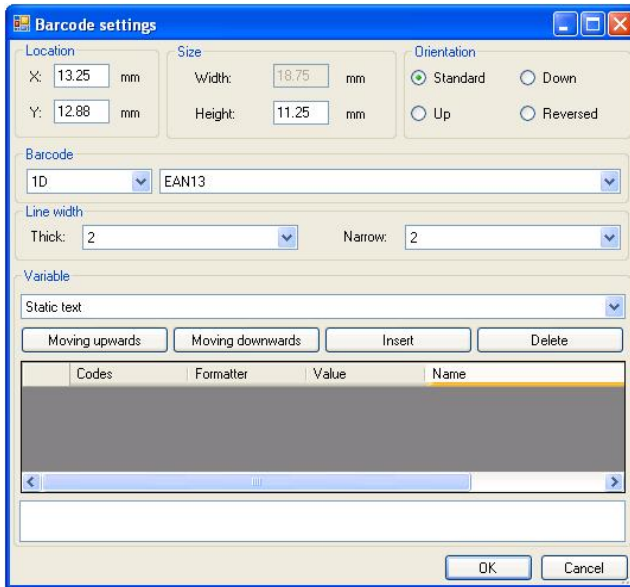 Barcode settings
Location
X: 13.25 mm
Y: 12.88 mm
Size
Width: 18.75 mm
Height: 11.25 mm
Orientation
Standard Down
Up Reversed
Barcode
1D EAN13
Line width
Thick: 2 Narrow: 2
Variable
Static text
Moving upwards Moving downwards Insert Delete
Codes Formatter Value Name
OK Cancel